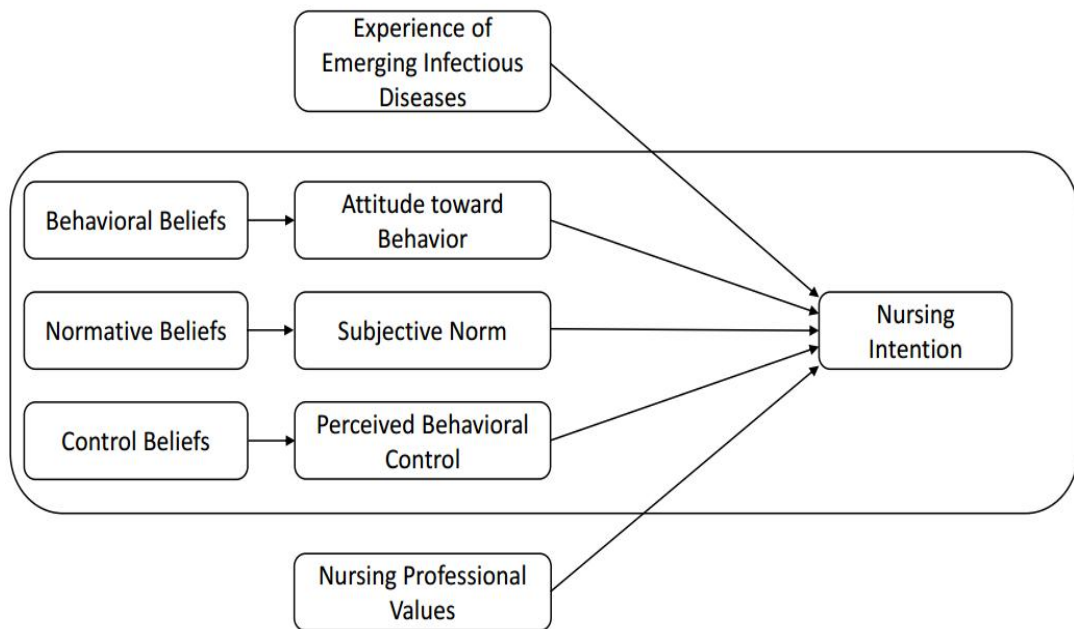 Experience of
Emerging Infectious
Diseases
Behavioral Beliefs
Attitude toward
Behavior
Normative Beliefs
Subjective Norm
Nursing
Intention
Control Beliefs
Perceived Behavioral
Control
Nursing Professional
Values